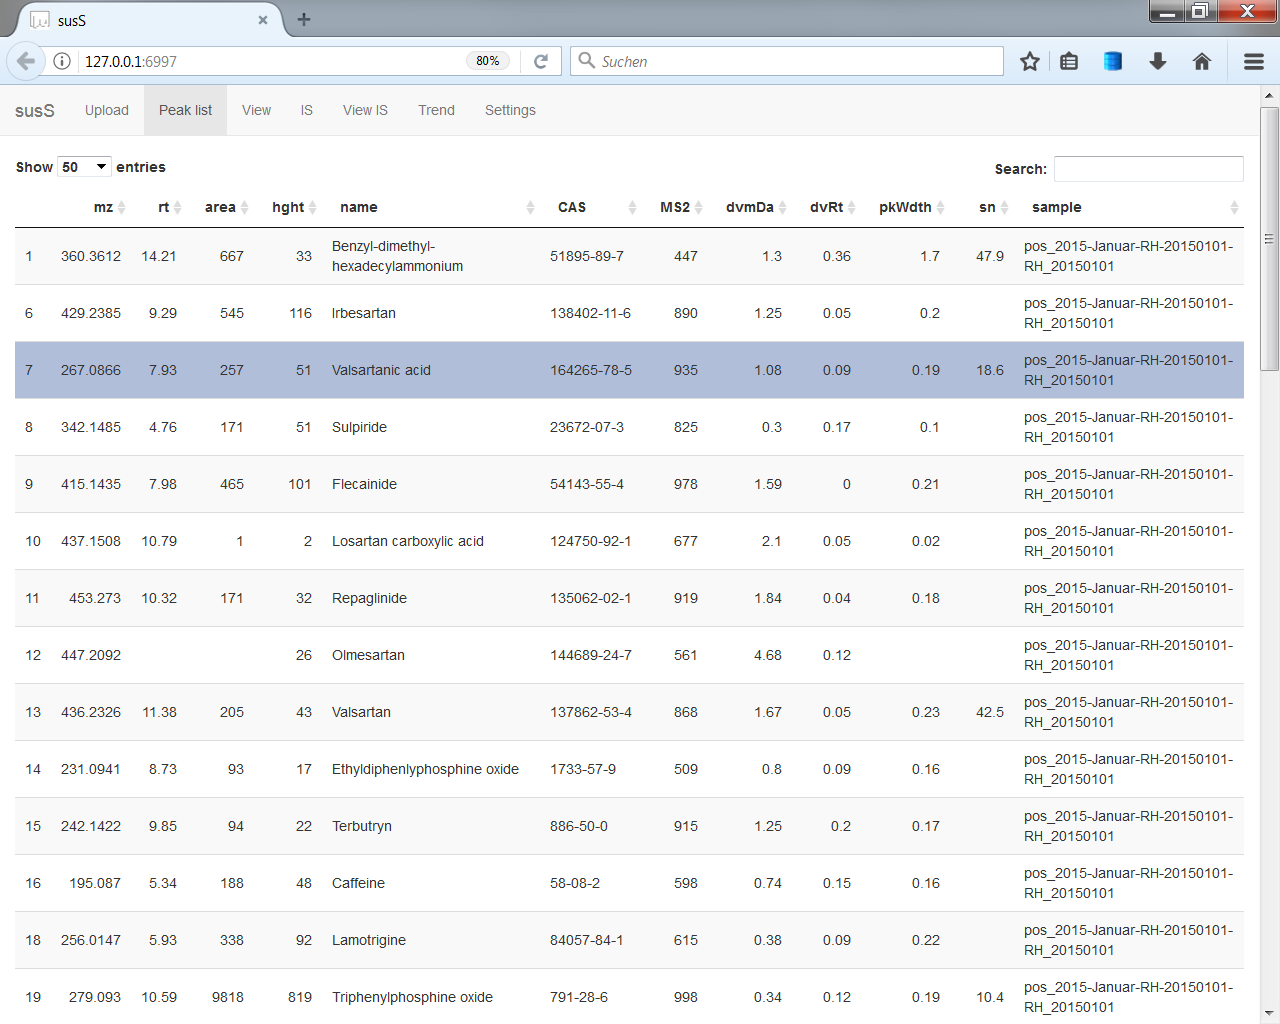 susS
127.0.0.1:6997 80% Suchen
susS Upload Peak list View IS View IS Trend Settings
Show 50 entries Search:
mz rt area hght name CAS MS2 dvmDa dvRt pkWdth sn sample
1 360.3612 14.21 667 33 Benzyl-dimethyl-hexadecylammonium 51895-89-7 447 1.3 0.36 1.7 47.9 pos_2015-Januar-RH-20150101-RH_20150101
6 429.2385 9.29 545 116 Irbesartan 138402-11-6 890 1.25 0.05 0.2 pos_2015-Januar-RH-20150101-RH_20150101
7 267.0866 7.93 257 51 Valsartanic acid 164265-78-5 935 1.08 0.09 0.19 18.6 pos_2015-Januar-RH-20150101-RH_20150101
8 342.1485 4.76 171 51 Sulpiride 23672-07-3 825 0.3 0.17 0.1 pos_2015-Januar-RH-20150101-RH_20150101
9 415.1435 7.98 465 101 Flecainide 54143-55-4 978 1.59 0 0.21 pos_2015-Januar-RH-20150101-RH_20150101
10 437.1508 10.79 1 2 Losartan carboxylic acid 124750-92-1 677 2.1 0.05 0.02 pos_2015-Januar-RH-20150101-RH_20150101
11 453.273 10.32 171 32 Repaglinide 135062-02-1 919 1.84 0.04 0.18 pos_2015-Januar-RH-20150101-RH_20150101
12 447.2092 26 Olmesartan 144689-24-7 561 4.68 0.12 pos_2015-Januar-RH-20150101-RH_20150101
13 436.2326 11.38 205 43 Valsartan 137862-53-4 868 1.67 0.05 0.23 42.5 pos_2015-Januar-RH-20150101-RH_20150101
14 231.0941 8.73 93 17 Ethyldiphenlyphosphine oxide 1733-57-9 509 0.8 0.09 0.16 pos_2015-Januar-RH-20150101-RH_20150101
15 242.1422 9.85 94 22 Terbutryn 886-50-0 915 1.25 0.2 0.17 pos_2015-Januar-RH-20150101-RH_20150101
16 195.087 5.34 188 48 Caffeine 58-08-2 598 0.74 0.15 0.16 pos_2015-Januar-RH-20150101-RH_20150101
18 256.0147 5.93 338 92 Lamotrigine 84057-84-1 615 0.38 0.09 0.22 pos_2015-Januar-RH-20150101-RH_20150101
19 279.093 10.59 9818 819 Triphenylphosphine oxide 791-28-6 998 0.34 0.12 0.19 10.4 pos_2015-Januar-RH-20150101-RH_20150101